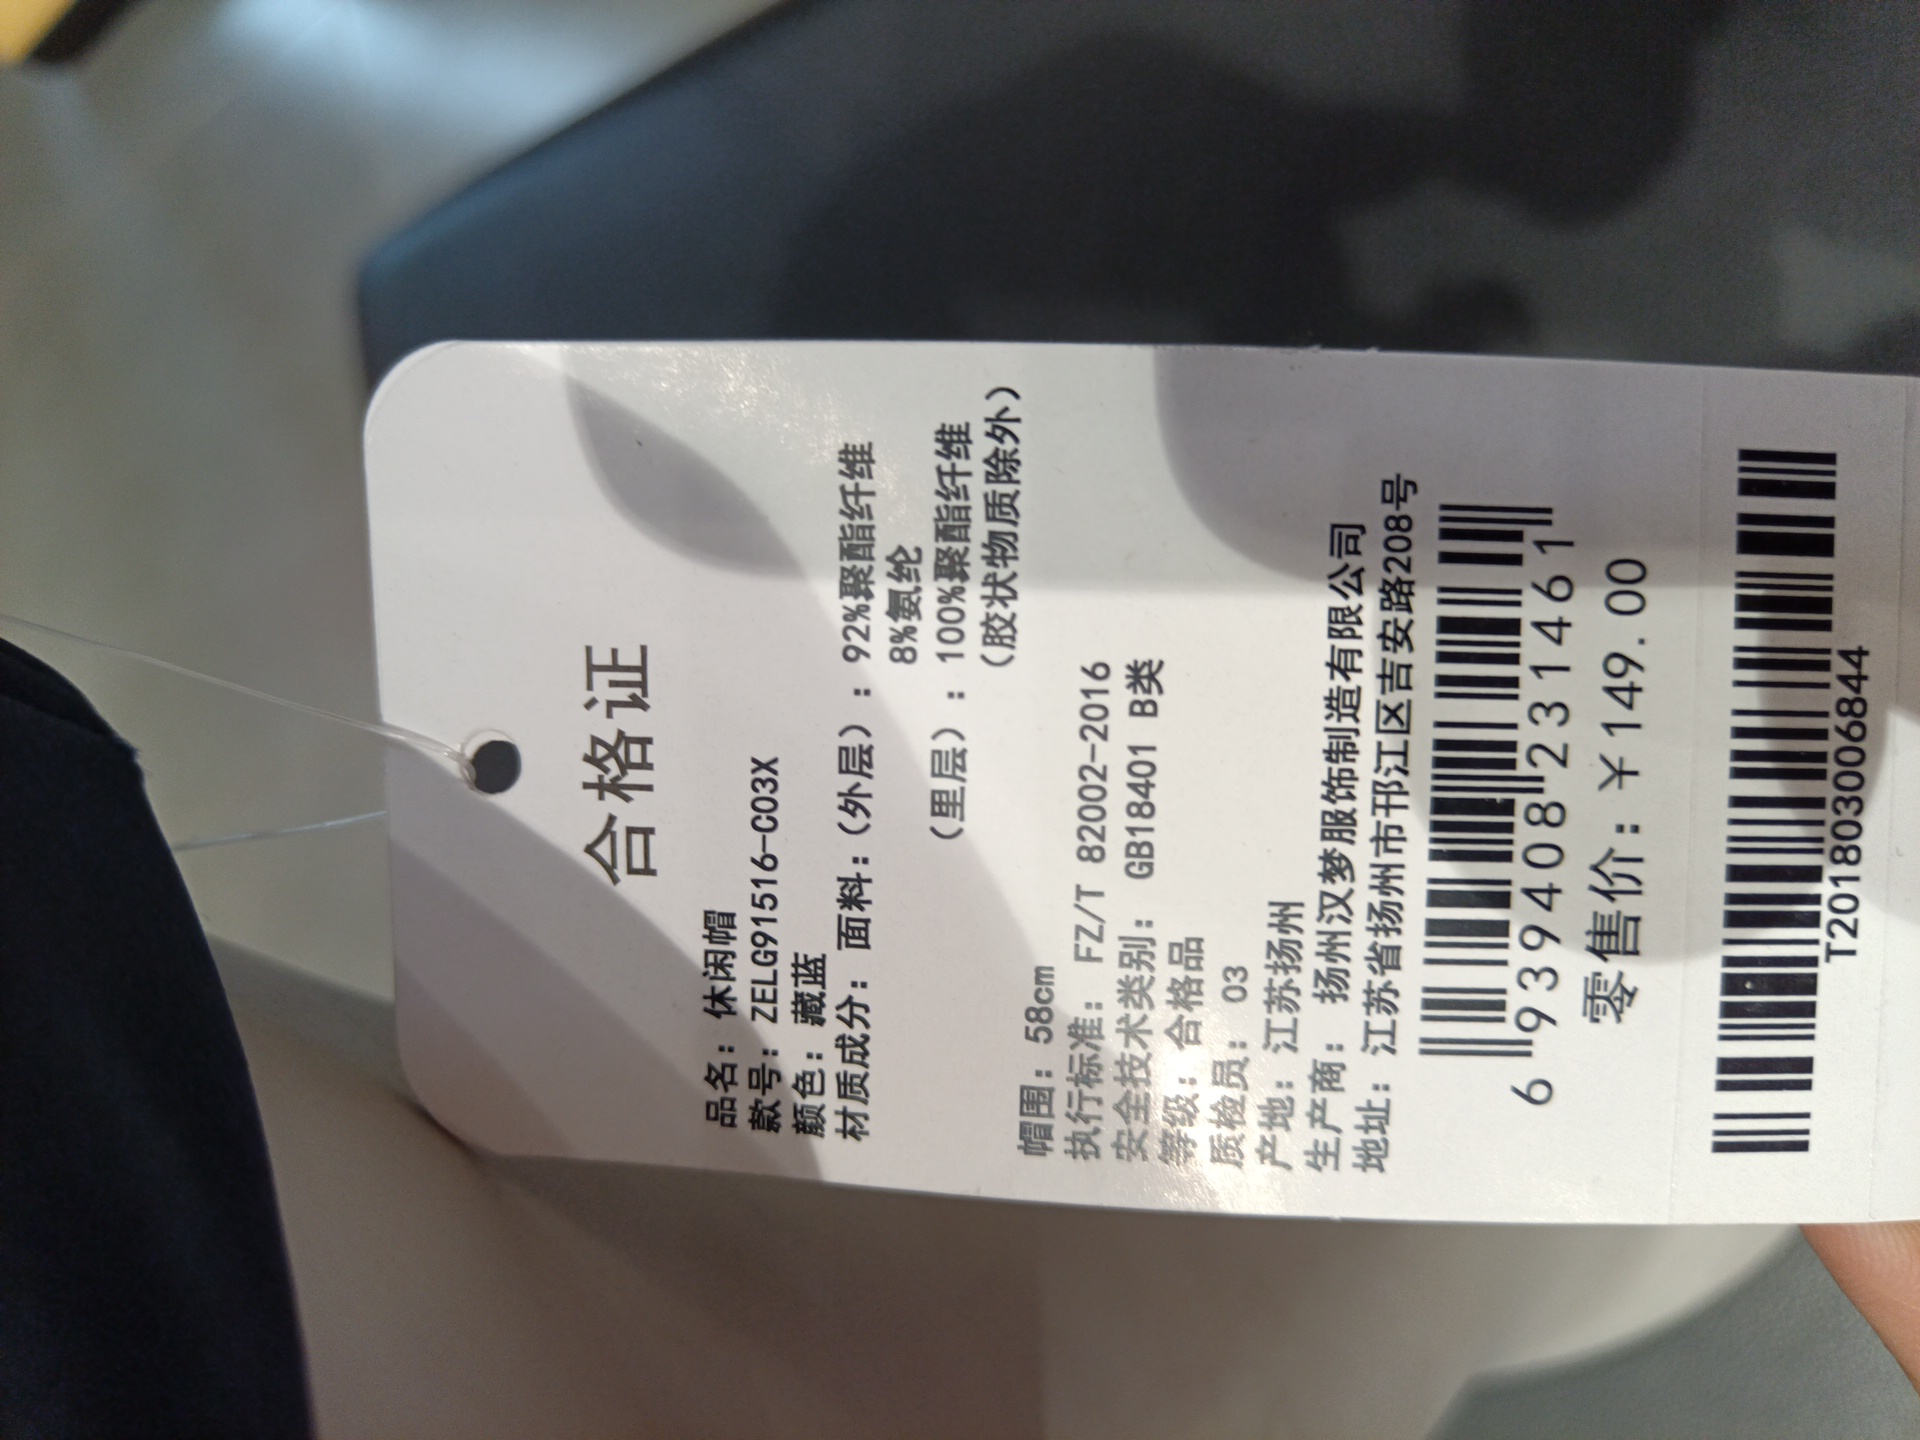 合格证
品名：休闲帽
款号：ZELG91516-C03X
颜色：藏蓝
材质成分：面料：（外层）：92%聚酯纤维
8%氨纶
（里层）：100%聚酯纤维
（胶状物质除外）
帽围：58cm
执行标准：FZ/T 82002-2016
安全技术类别：GB18401 B类
等级：合格品
质检员：03
产地：江苏扬州
生产商：扬州汉梦服饰制造有限公司
地址：江苏省扬州市邗江区吉安路208号
6939408231461
零售价：￥149.00
T201803006844